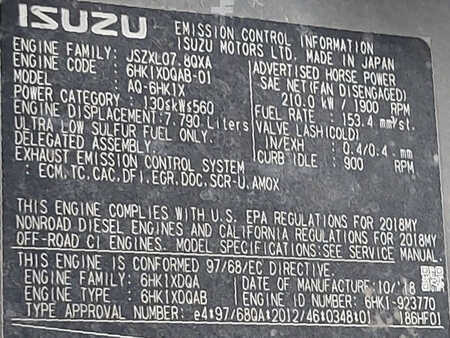 ISUZU
EMISSION CONTROL INFORMATION
ISUZU MOTORS LTD. MADE IN JAPAN
ENGINE FAMILY: JSZXL07.8QXA
ENGINE CODE : 6HK1XDQAB-01
MODEL : AQ-6HK1X
POWER CATEGORY : 130≤kW≤560
ENGINE DISPLACEMENT:7.790 Liters
ULTRA LOW SULFUR FUEL ONLY.
DELEGATED ASSEMBLY.
EXHAUST EMISSION CONTROL SYSTEM
: ECM,TC,CAC,DFI,EGR,DOC,SCR-U,AMOX
ADVERTISED HORSE POWER
SAE NET(FAN DISENGAGED)
210.0 kW / 1900 RPM
FUEL RATE : 153.4 mm³/st.
VALVE LASH(COLD)
IN/EXH : 0.4/0.4 mm
CURB IDLE : 900 RPM
THIS ENGINE COMPLIES WITH U.S. EPA REGULATIONS FOR 2018MY
NONROAD DIESEL ENGINES AND CALIFORNIA REGULATIONS FOR 2018MY
OFF-ROAD CI ENGINES. MODEL SPECIFICATIONS:SEE SERVICE MANUAL.
THIS ENGINE IS CONFORMED 97/68/EC DIRECTIVE.
ENGINE FAMILY : 6HK1XDQA
DATE OF MANUFACTURE:10/'18
ENGINE TYPE : 6HK1XDQAB
ENGINE ID NUMBER: 6HK1-923770
TYPE APPROVAL NUMBER: e4*97/68QA*2012/46*0348*01
(86HF0)